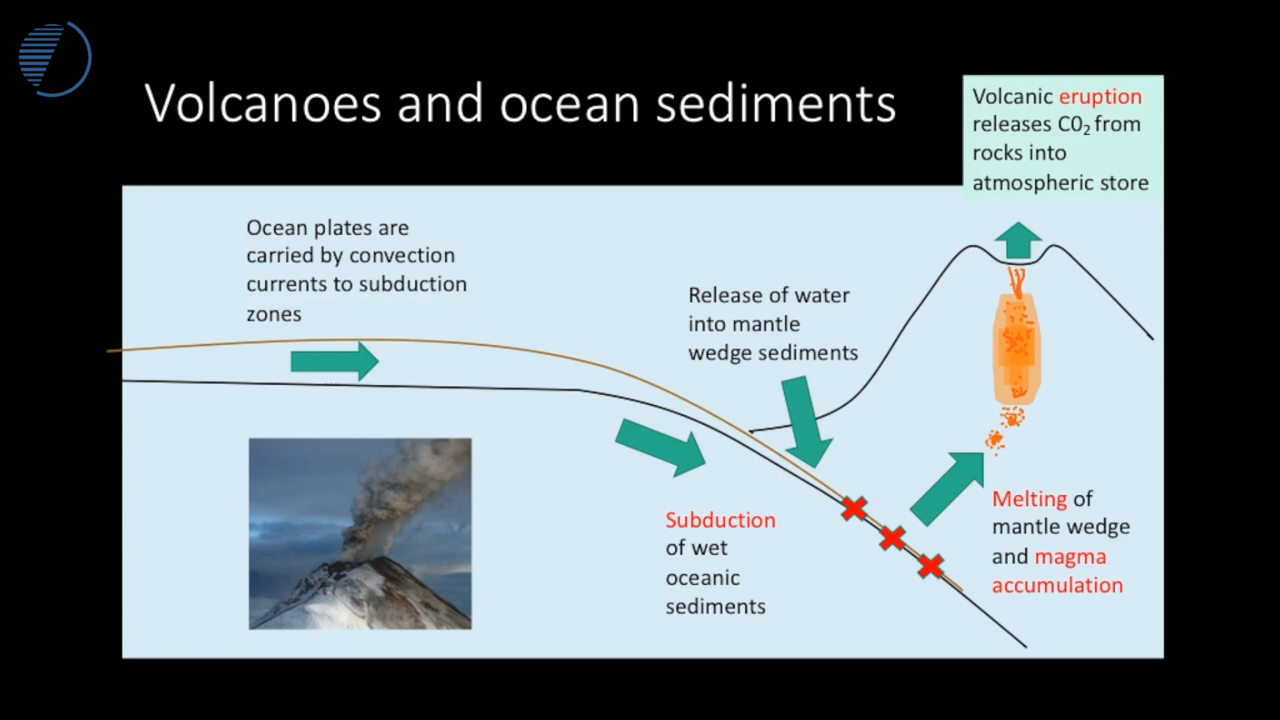 Volcanoes and ocean sediments
Volcanic eruption
releases C0₂ from
rocks into
atmospheric store
Ocean plates are
carried by convection
currents to subduction
zones
Release of water
into mantle
wedge sediments
Subduction
of wet
oceanic
sediments
Melting of
mantle wedge
and magma
accumulation